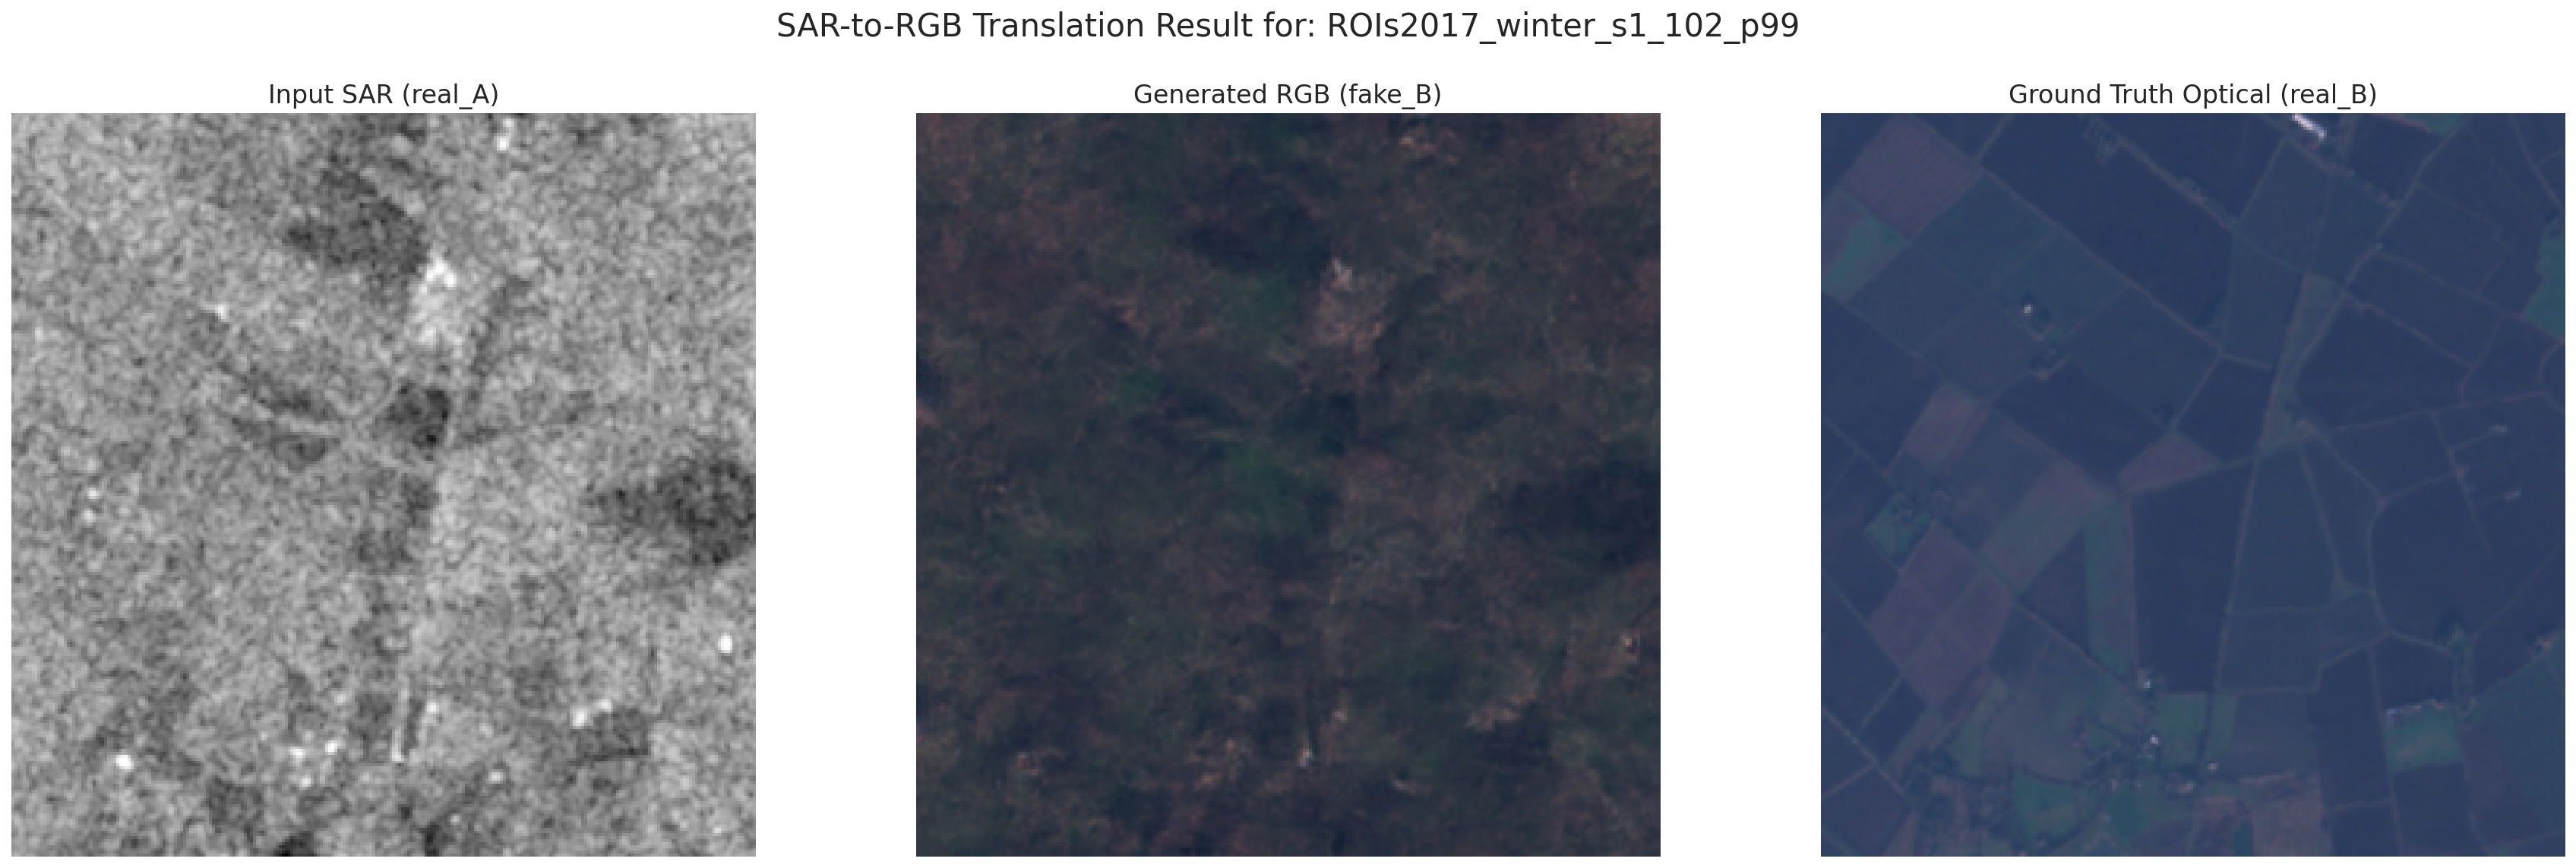 SAR-to-RGB Translation Result for: ROIs2017_winter_s1_102_p99
Input SAR (real_A)
Generated RGB (fake_B)
Ground Truth Optical (real_B)